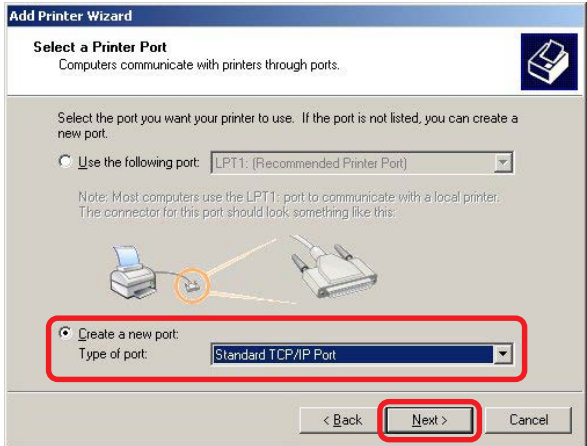 Add Printer Wizard
Select a Printer Port
Computers communicate with printers through ports.
Select the port you want your printer to use. If the port is not listed, you can create a
new port.
Use the following port: LPT1: (Recommended Printer Port)
Note: Most computers use the LPT1: port to communicate with a local printer.
The connector for this port should look something like this:
Create a new port:
Type of port: Standard TCP/IP Port
< Back Next > Cancel